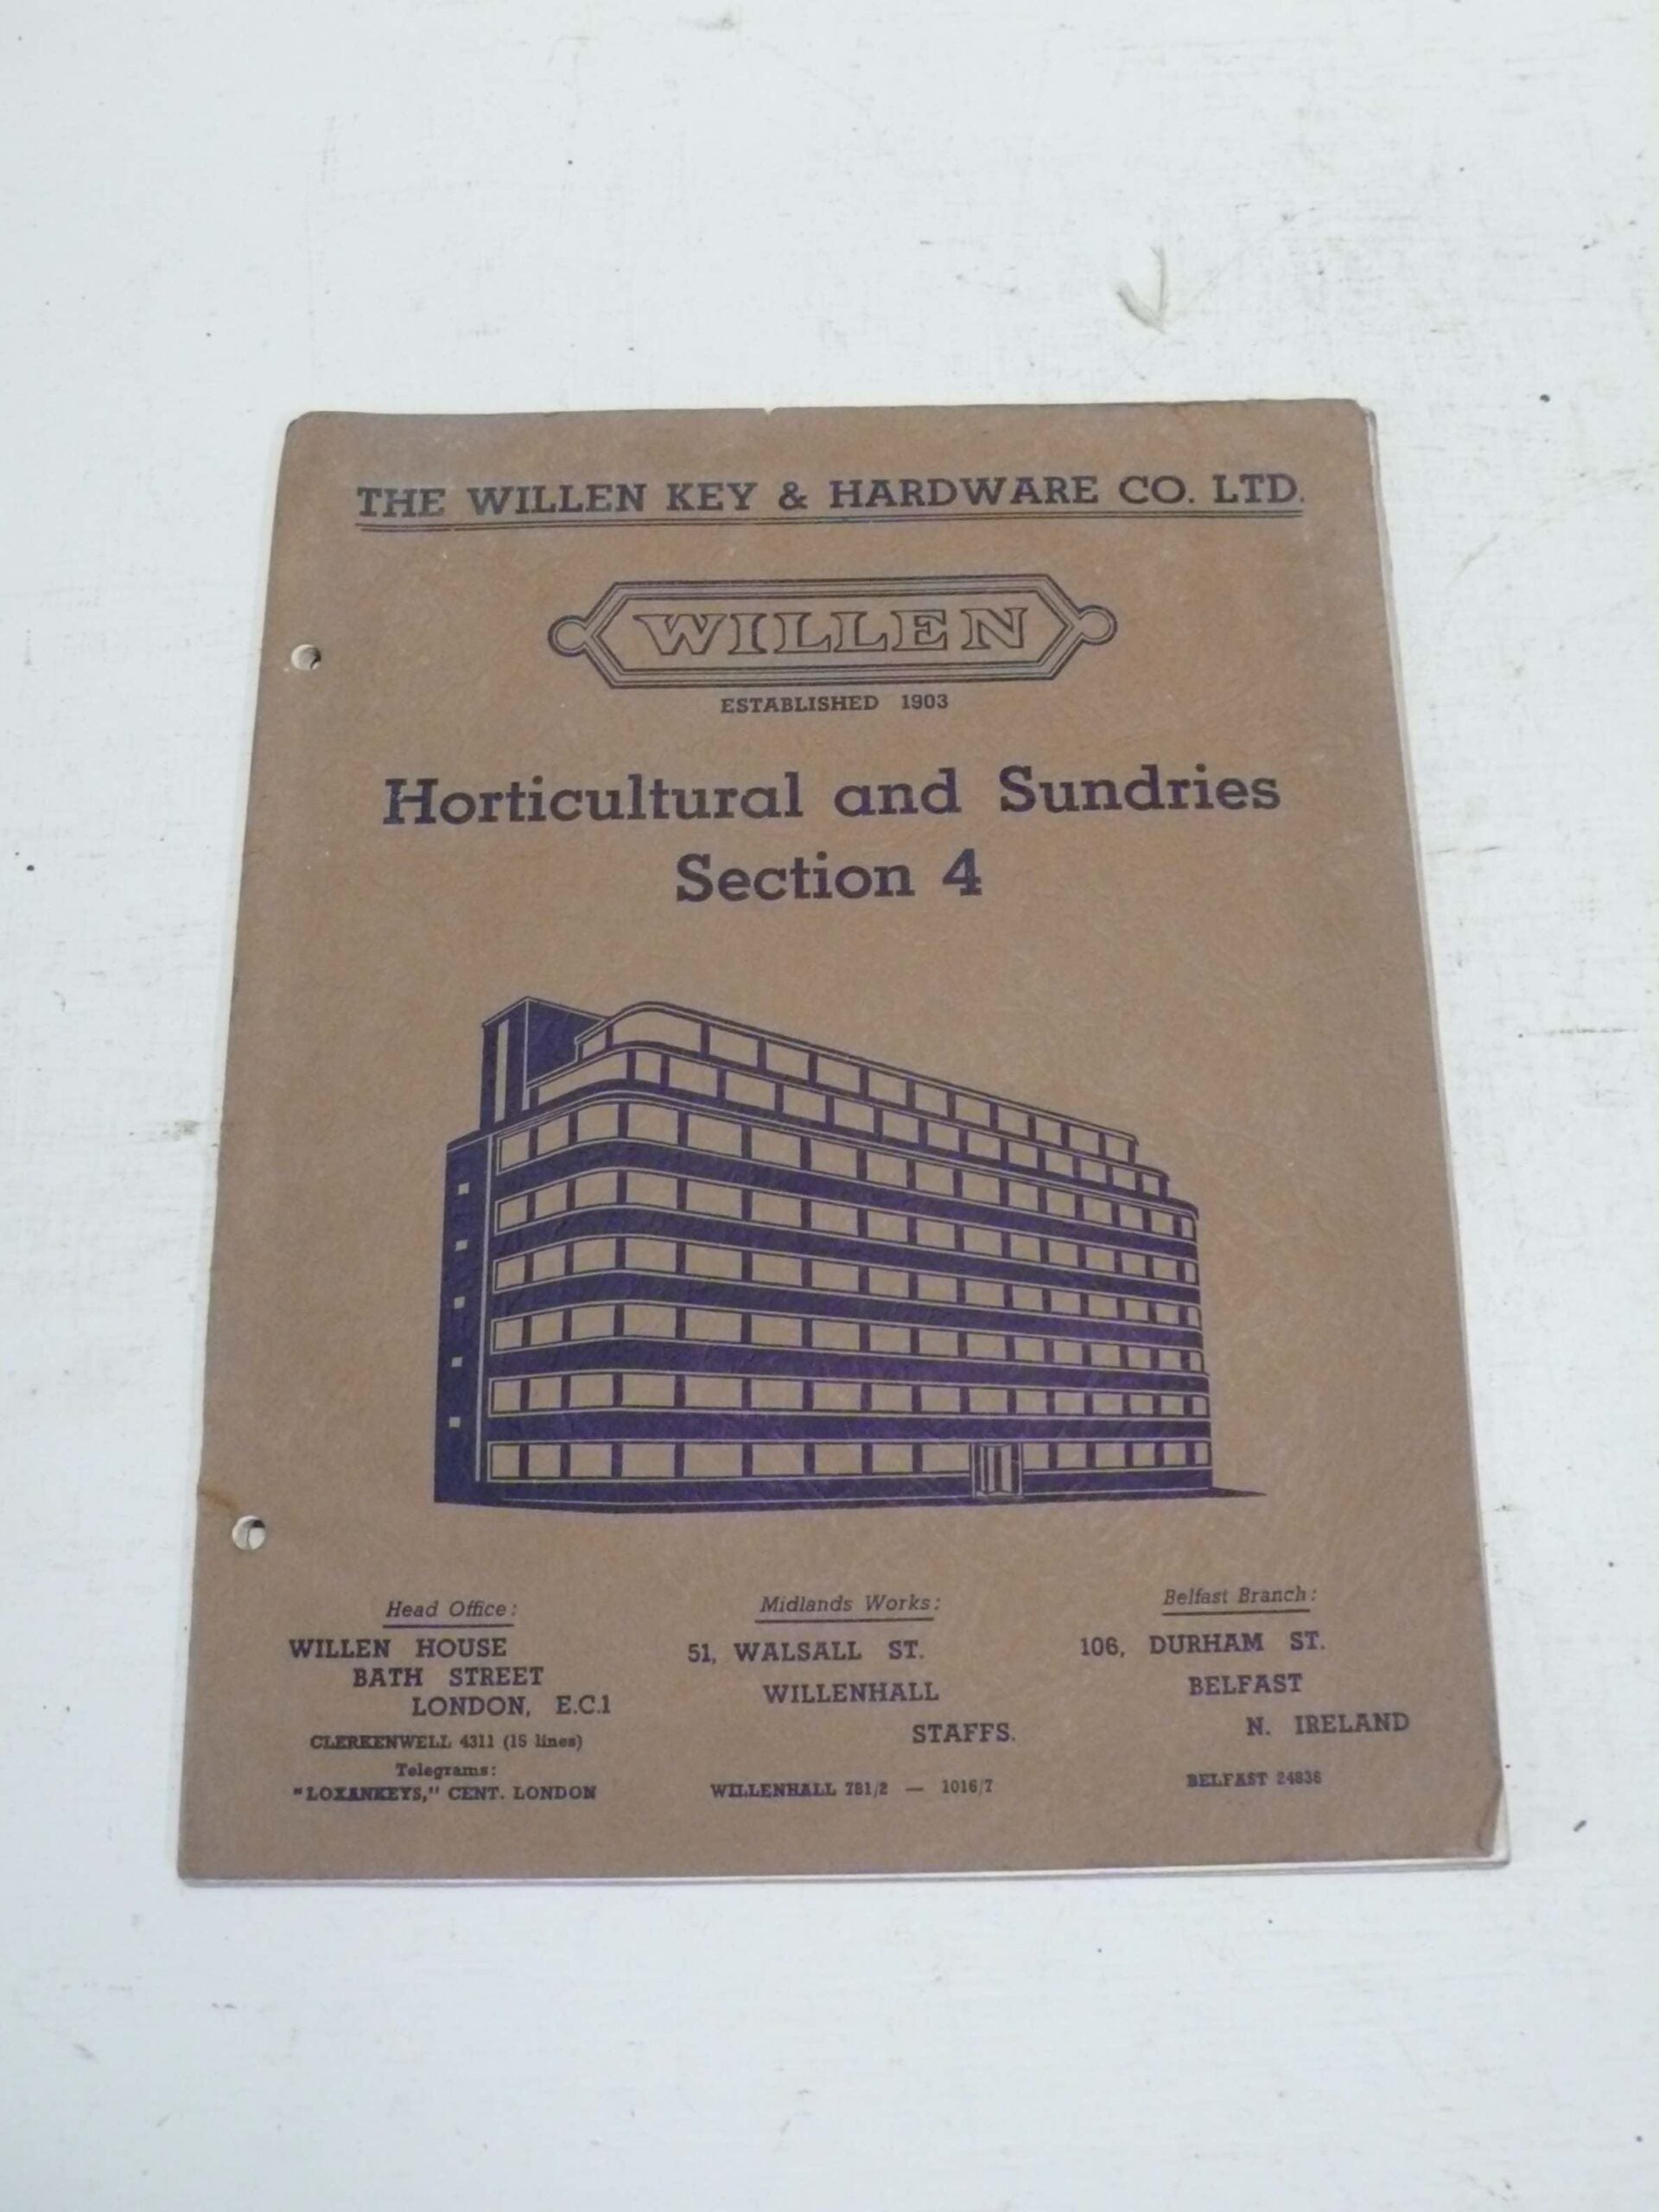 THE WILLEN KEY & HARDWARE CO. LTD.
WILLEN
ESTABLISHED 1903
Horticultural and Sundries
Section 4
Head Office:
WILLEN HOUSE
BATH STREET
LONDON, E.C.1
CLERKENWELL 4311 (15 lines)
Telegrams:
"LOXANKEYS," CENT. LONDON
Midlands Works:
51, WALSALL ST.
WILLENHALL
STAFFS.
WILLENHALL 781/2 — 1016/7
Belfast Branch:
106, DURHAM ST.
BELFAST
N. IRELAND
BELFAST 24836